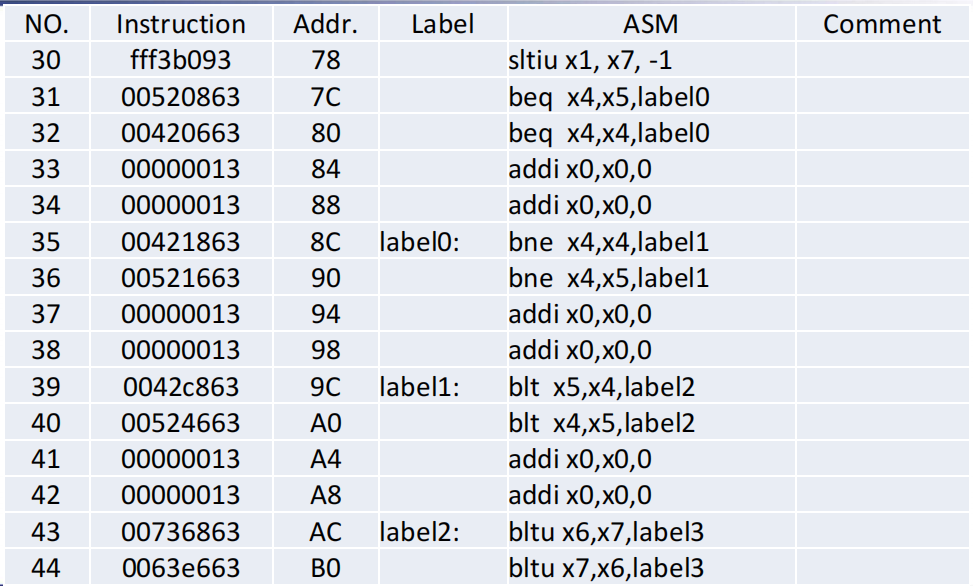 NO. Instruction Addr. Label ASM Comment
30 fff3b093 78 sltiu x1, x7, -1
31 00520863 7C beq x4,x5,label0
32 00420663 80 beq x4,x4,label0
33 00000013 84 addi x0,x0,0
34 00000013 88 addi x0,x0,0
35 00421863 8C label0: bne x4,x4,label1
36 00521663 90 bne x4,x5,label1
37 00000013 94 addi x0,x0,0
38 00000013 98 addi x0,x0,0
39 0042c863 9C label1: blt x5,x4,label2
40 00524663 A0 blt x4,x5,label2
41 00000013 A4 addi x0,x0,0
42 00000013 A8 addi x0,x0,0
43 00736863 AC label2: bltu x6,x7,label3
44 0063e663 B0 bltu x7,x6,label3